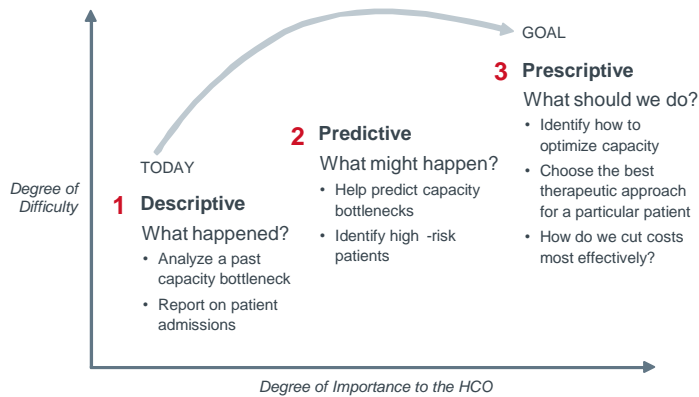 GOAL
3 Prescriptive
What should we do?
• Identify how to
optimize capacity
• Choose the best
therapeutic approach
for a particular patient
• How do we cut costs
most effectively?
2 Predictive
What might happen?
• Help predict capacity
bottlenecks
• Identify high -risk
patients
TODAY
1 Descriptive
What happened?
• Analyze a past
capacity bottleneck
• Report on patient
admissions
Degree of
Difficulty
Degree of Importance to the HCO